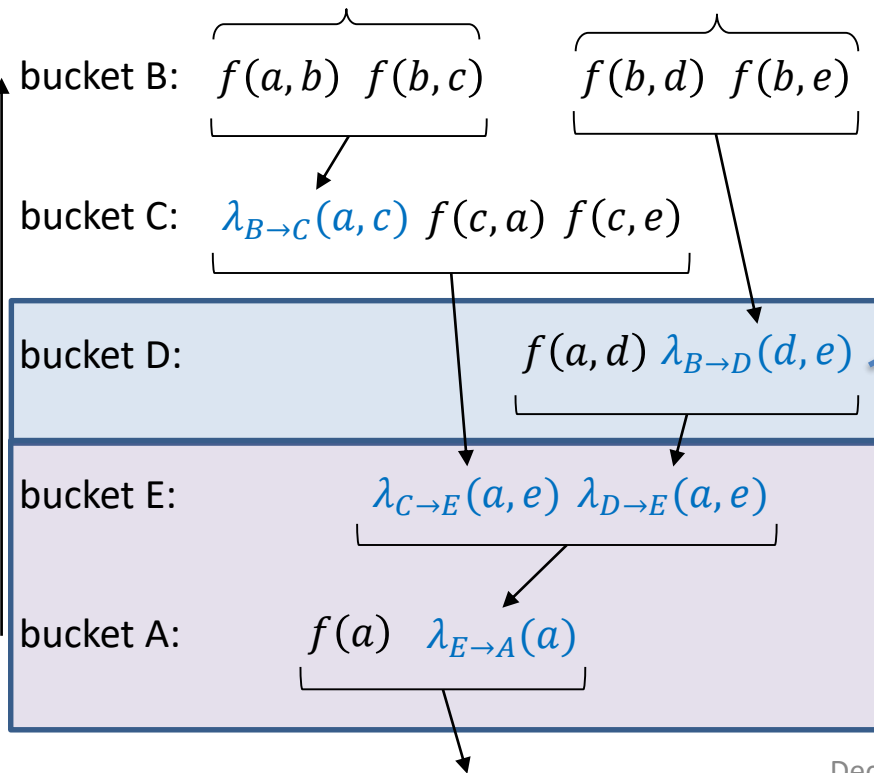 bucket B: f(a, b) f(b, c) f(b, d) f(b, e)
bucket C: λ_{B→C}(a, c) f(c, a) f(c, e)
bucket D: f(a, d) λ_{B→D}(d, e)
bucket E: λ_{C→E}(a, e) λ_{D→E}(a, e)
bucket A: f(a) λ_{E→A}(a)